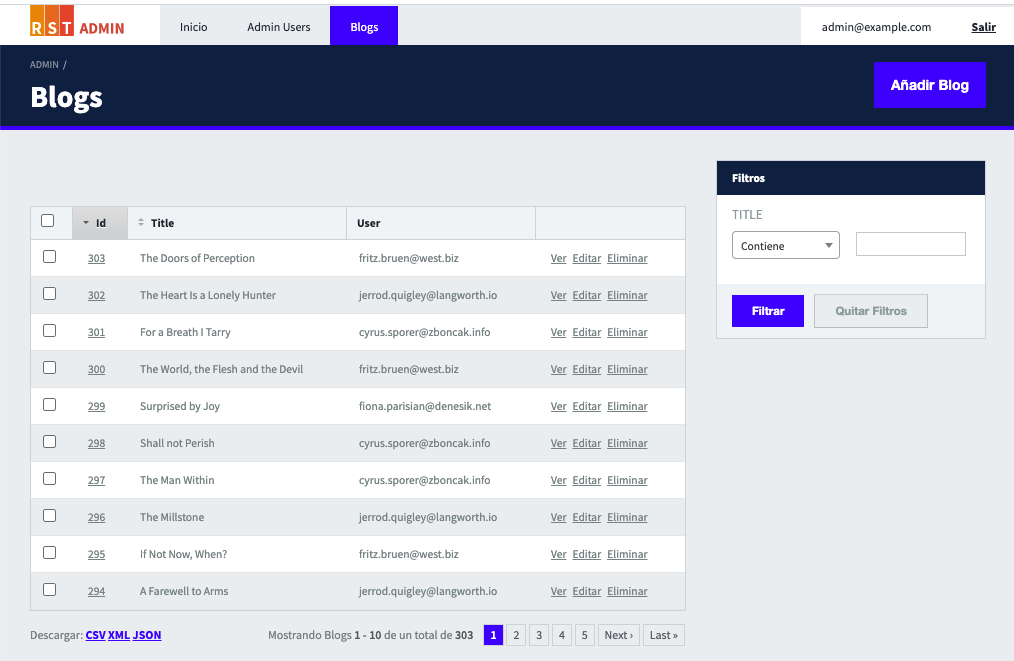 RST ADMIN Inicio Admin Users Blogs admin@example.com Salir
ADMIN /
Blogs
Añadir Blog
Id Title User
303 The Doors of Perception fritz.bruen@west.biz Ver Editar Eliminar
302 The Heart Is a Lonely Hunter jerrod.quigley@langworth.io Ver Editar Eliminar
301 For a Breath I Tarry cyrus.sporer@zboncak.info Ver Editar Eliminar
300 The World, the Flesh and the Devil fritz.bruen@west.biz Ver Editar Eliminar
299 Surprised by Joy fiona.parisian@denesik.net Ver Editar Eliminar
298 Shall not Perish cyrus.sporer@zboncak.info Ver Editar Eliminar
297 The Man Within cyrus.sporer@zboncak.info Ver Editar Eliminar
296 The Millstone jerrod.quigley@langworth.io Ver Editar Eliminar
295 If Not Now, When? fritz.bruen@west.biz Ver Editar Eliminar
294 A Farewell to Arms jerrod.quigley@langworth.io Ver Editar Eliminar
Descargar: CSV XML JSON Mostrando Blogs 1 - 10 de un total de 303 1 2 3 4 5 Next › Last »
Filtros
TITLE
Contiene
Filtrar Quitar Filtros